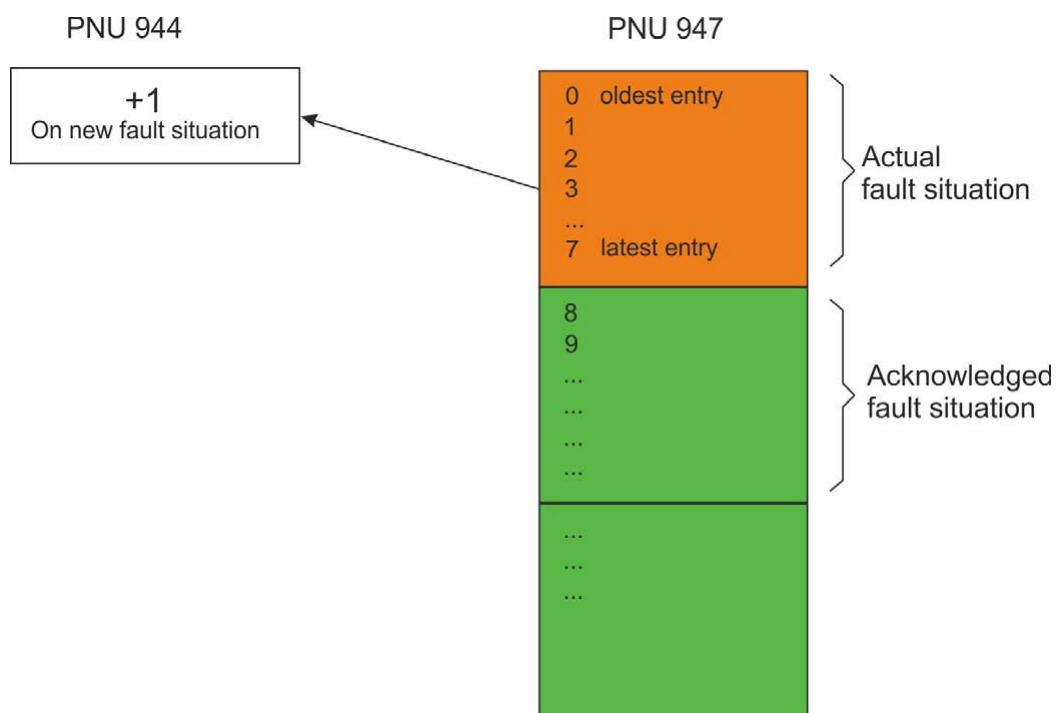 PNU 944
PNU 947
+1
On new fault situation
0 oldest entry
1
2
3
...
7 latest entry
Actual
fault situation
8
9
...
...
...
...
Acknowledged
fault situation
...
...
...